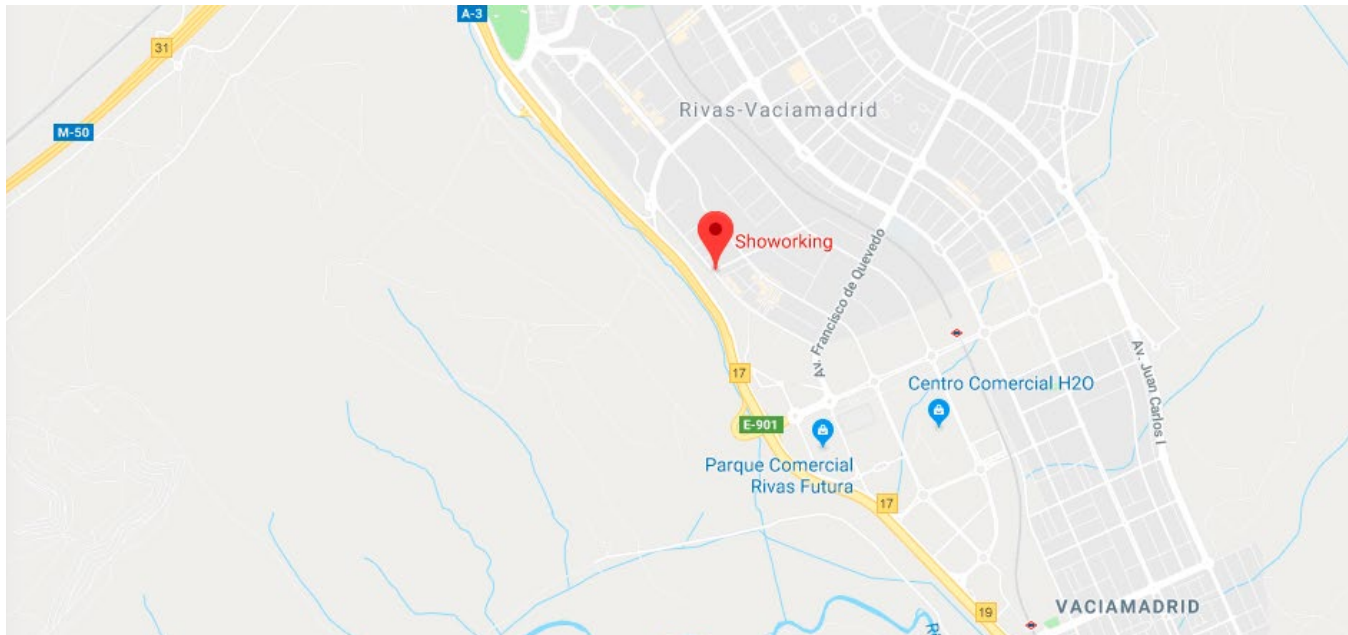 A-3
31
M-50
Rivas-Vaciamadrid
Showorking
Av. Francisco de Quevedo
17
Centro Comercial H2O
Av. Juan Carlos I
E-901
Parque Comercial
Rivas Futura
17
19
VACIAMADRID